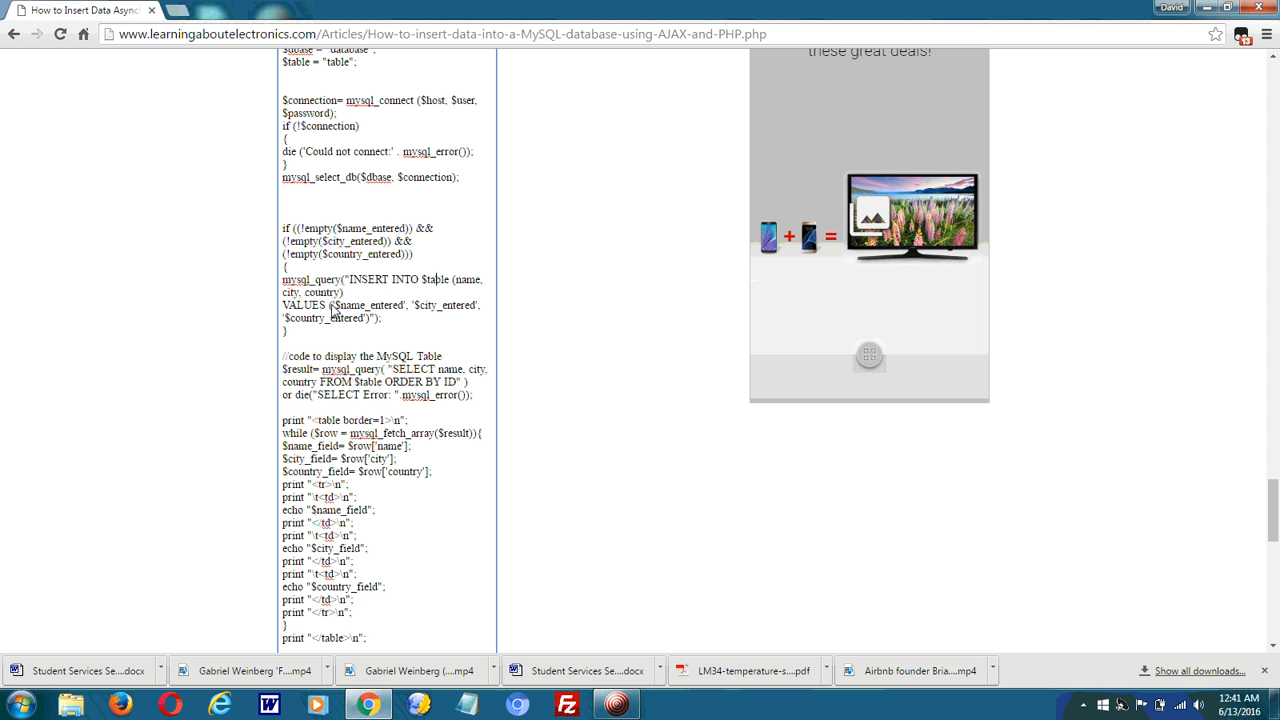 How to Insert Data Asyncl
David
www.learningaboutelectronics.com/Articles/How-to-insert-data-into-a-MySQL-database-using-AJAX-and-PHP.php
13
$dbase = "database";
$table = "table";
these great deals!
$connection= mysql_connect ($host, $user,
$password);
if (!$connection)
{
die ('Could not connect:' . mysql_error());
}
mysql_select_db($dbase, $connection);
if ((!empty($name_entered)) &&
(!empty($city_entered)) &&
(!empty($country_entered)))
{
mysql_query("INSERT INTO $table (name,
city, country)
VALUES ('$name_entered', '$city_entered',
'$country_entered')");
}
//code to display the MySQL Table
$result= mysql_query( "SELECT name, city,
country FROM $table ORDER BY ID" )
or die("SELECT Error: ".mysql_error());
print "<table border=1>\n";
while ($row = mysql_fetch_array($result)){
$name_field= $row['name'];
$city_field= $row['city'];
$country_field= $row['country'];
print "<tr>\n";
print "\t<td>\n";
echo "$name_field";
print "</td>\n";
print "\t<td>\n";
echo "$city_field";
print "</td>\n";
print "\t<td>\n";
echo "$country_field";
print "</td>\n";
print "</tr>\n";
}
print "</table>\n";
+ =
Student Services Se....docx
Gabriel Weinberg 'F....mp4
Gabriel Weinberg (....mp4
Student Services Se....docx
LM34-temperature-s....pdf
Airbnb founder Bria....mp4
Show all downloads...
12:41 AM
6/13/2016